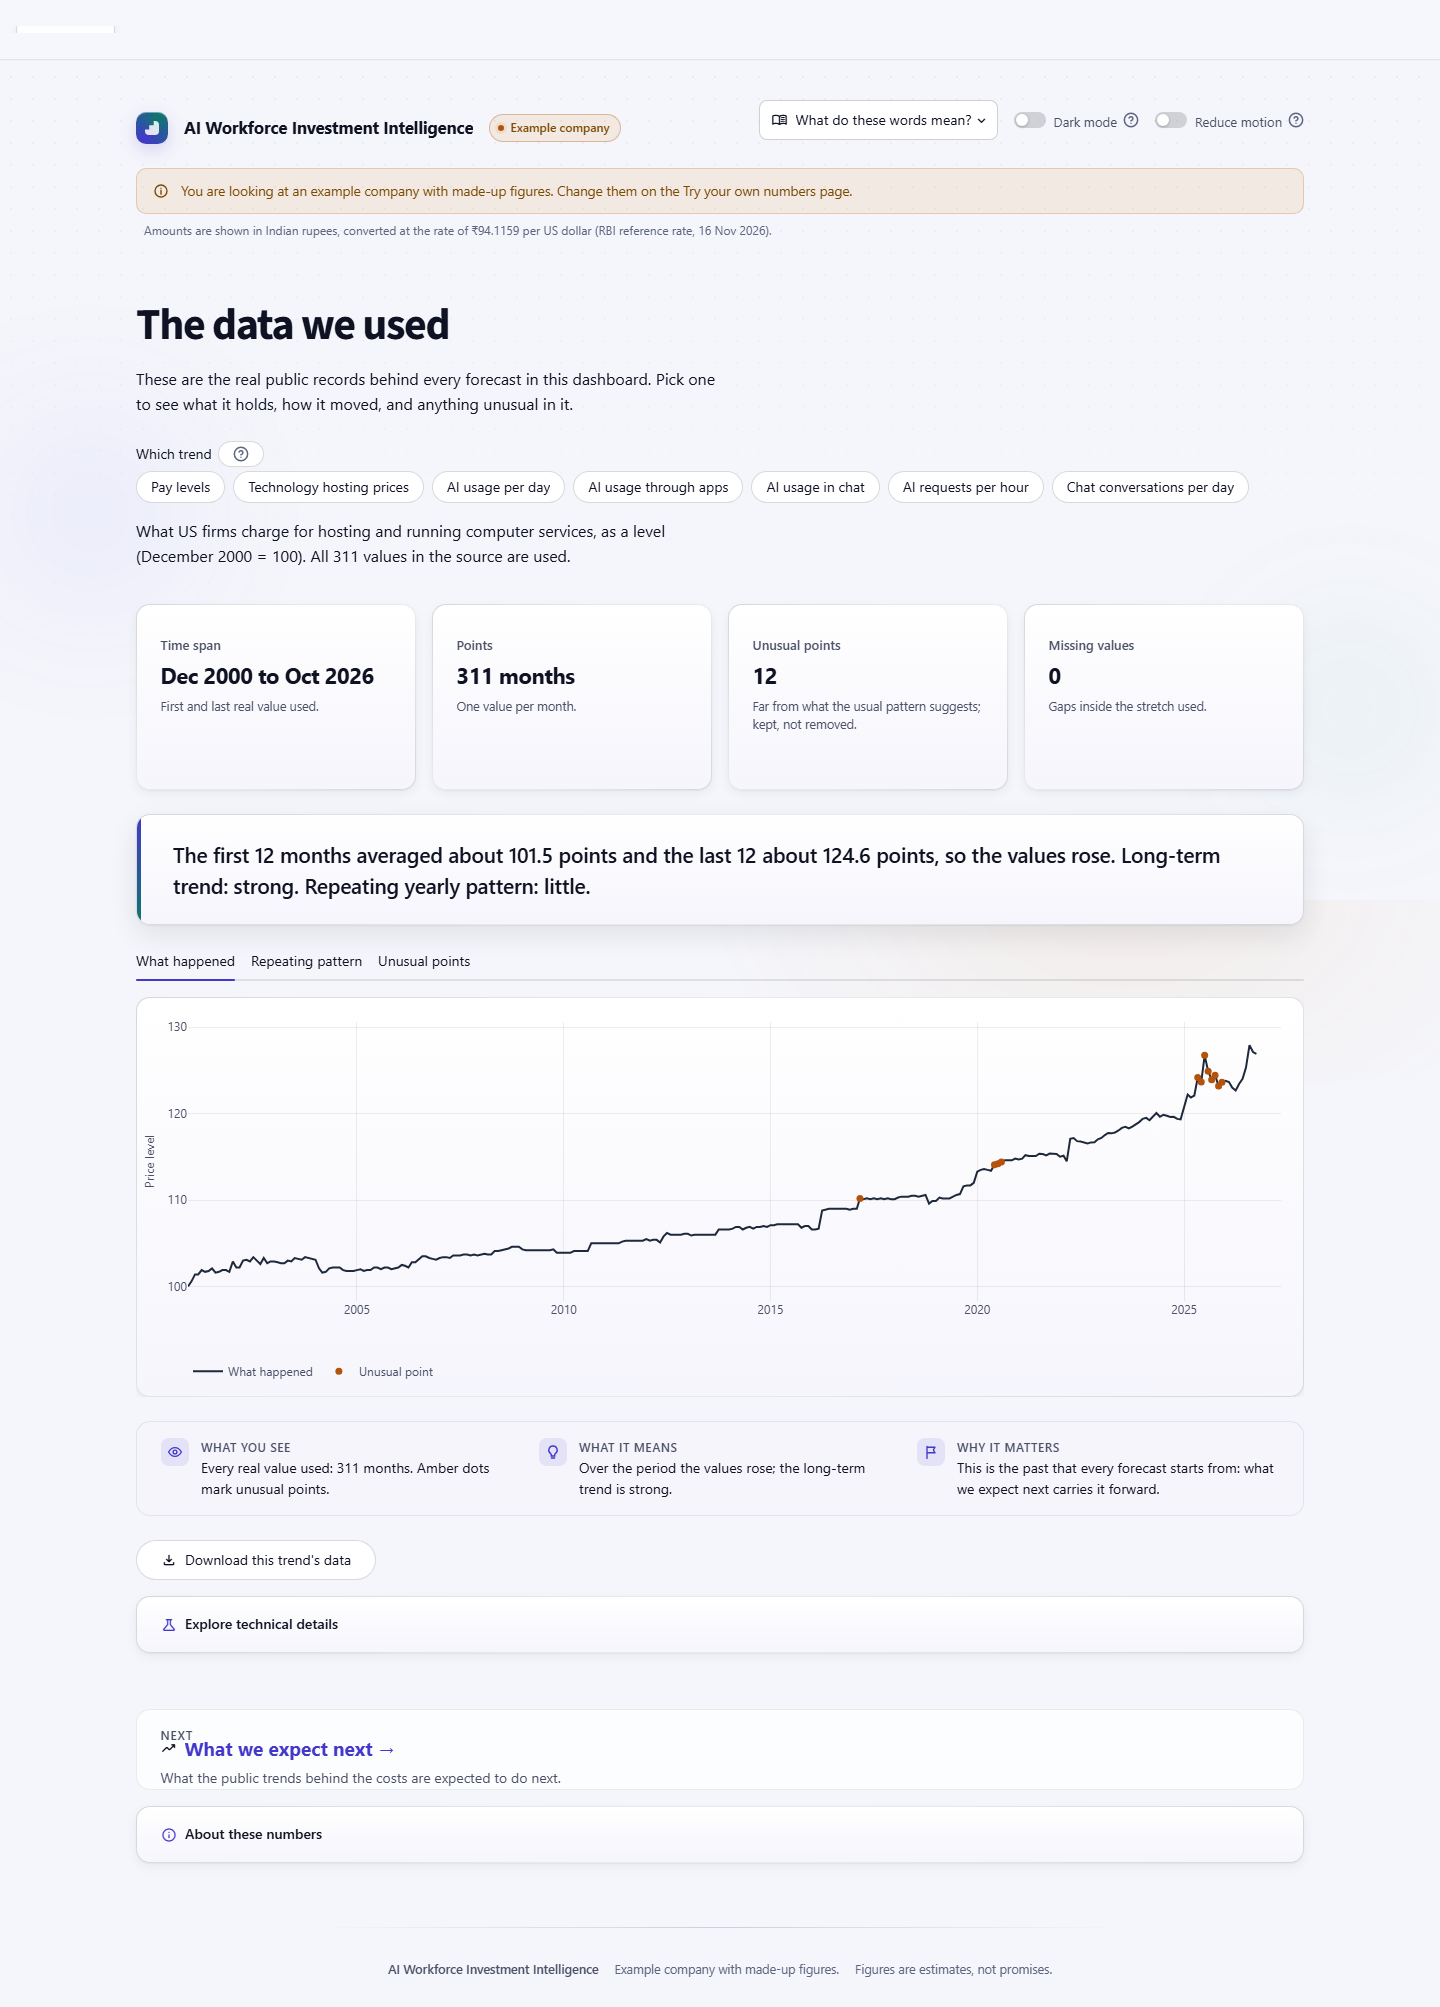 AI Workforce Investment Intelligence
Example company
What do these words mean?
Dark mode
Reduce motion
You are looking at an example company with made-up figures. Change them on the Try your own numbers page.
Amounts are shown in Indian rupees, converted at the rate of ₹94.1159 per US dollar (RBI reference rate, 16 Nov 2026).
The data we used
These are the real public records behind every forecast in this dashboard. Pick one
to see what it holds, how it moved, and anything unusual in it.
Which trend
Pay levels
Technology hosting prices
AI usage per day
AI usage through apps
AI usage in chat
AI requests per hour
Chat conversations per day
What US firms charge for hosting and running computer services, as a level
(December 2000 = 100). All 311 values in the source are used.
Time span
Dec 2000 to Oct 2026
First and last real value used.
Points
311 months
One value per month.
Unusual points
12
Far from what the usual pattern suggests;
kept, not removed.
Missing values
0
Gaps inside the stretch used.
The first 12 months averaged about 101.5 points and the last 12 about 124.6 points, so the values rose. Long-term
trend: strong. Repeating yearly pattern: little.
What happened
Repeating pattern
Unusual points
130
120
110
100
Price level
2005
2010
2015
2020
2025
What happened
Unusual point
WHAT YOU SEE
Every real value used: 311 months. Amber dots
mark unusual points.
WHAT IT MEANS
Over the period the values rose; the long-term
trend is strong.
WHY IT MATTERS
This is the past that every forecast starts from: what
we expect next carries it forward.
Download this trend's data
Explore technical details
NEXT
What we expect next →
What the public trends behind the costs are expected to do next.
About these numbers
AI Workforce Investment Intelligence
Example company with made-up figures.
Figures are estimates, not promises.